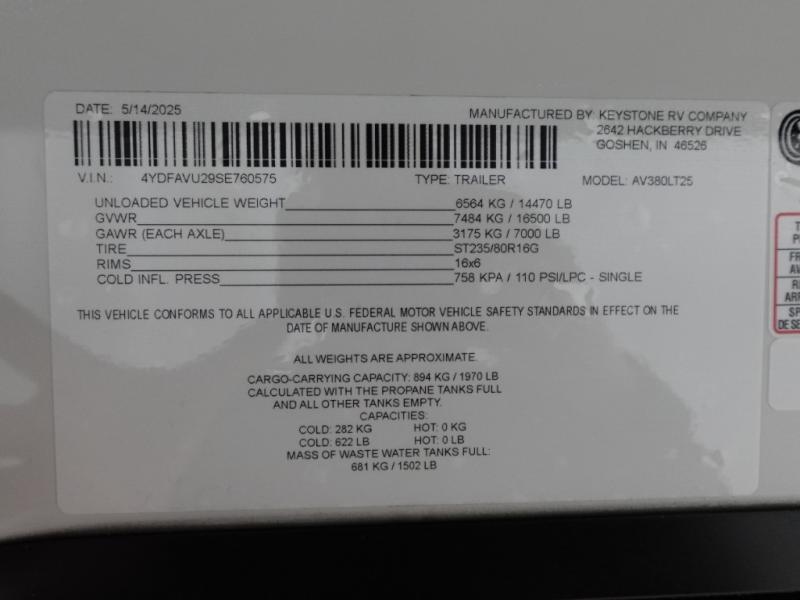 DATE: 5/14/2025
MANUFACTURED BY: KEYSTONE RV COMPANY
2642 HACKBERRY DRIVE
GOSHEN, IN 46526
V.I.N.: 4YDFAVU29SE760575 TYPE: TRAILER MODEL: AV380LT25
UNLOADED VEHICLE WEIGHT 6564 KG / 14470 LB
GVWR 7484 KG / 16500 LB
GAWR (EACH AXLE) 3175 KG / 7000 LB
TIRE ST235/80R16G
RIMS 16x6
COLD INFL. PRESS 758 KPA / 110 PSI/LPC - SINGLE
THIS VEHICLE CONFORMS TO ALL APPLICABLE U.S. FEDERAL MOTOR VEHICLE SAFETY STANDARDS IN EFFECT ON THE
DATE OF MANUFACTURE SHOWN ABOVE.
ALL WEIGHTS ARE APPROXIMATE.
CARGO-CARRYING CAPACITY: 894 KG / 1970 LB
CALCULATED WITH THE PROPANE TANKS FULL
AND ALL OTHER TANKS EMPTY.
CAPACITIES:
COLD: 282 KG HOT: 0 KG
COLD: 622 LB HOT: 0 LB
MASS OF WASTE WATER TANKS FULL:
681 KG / 1502 LB